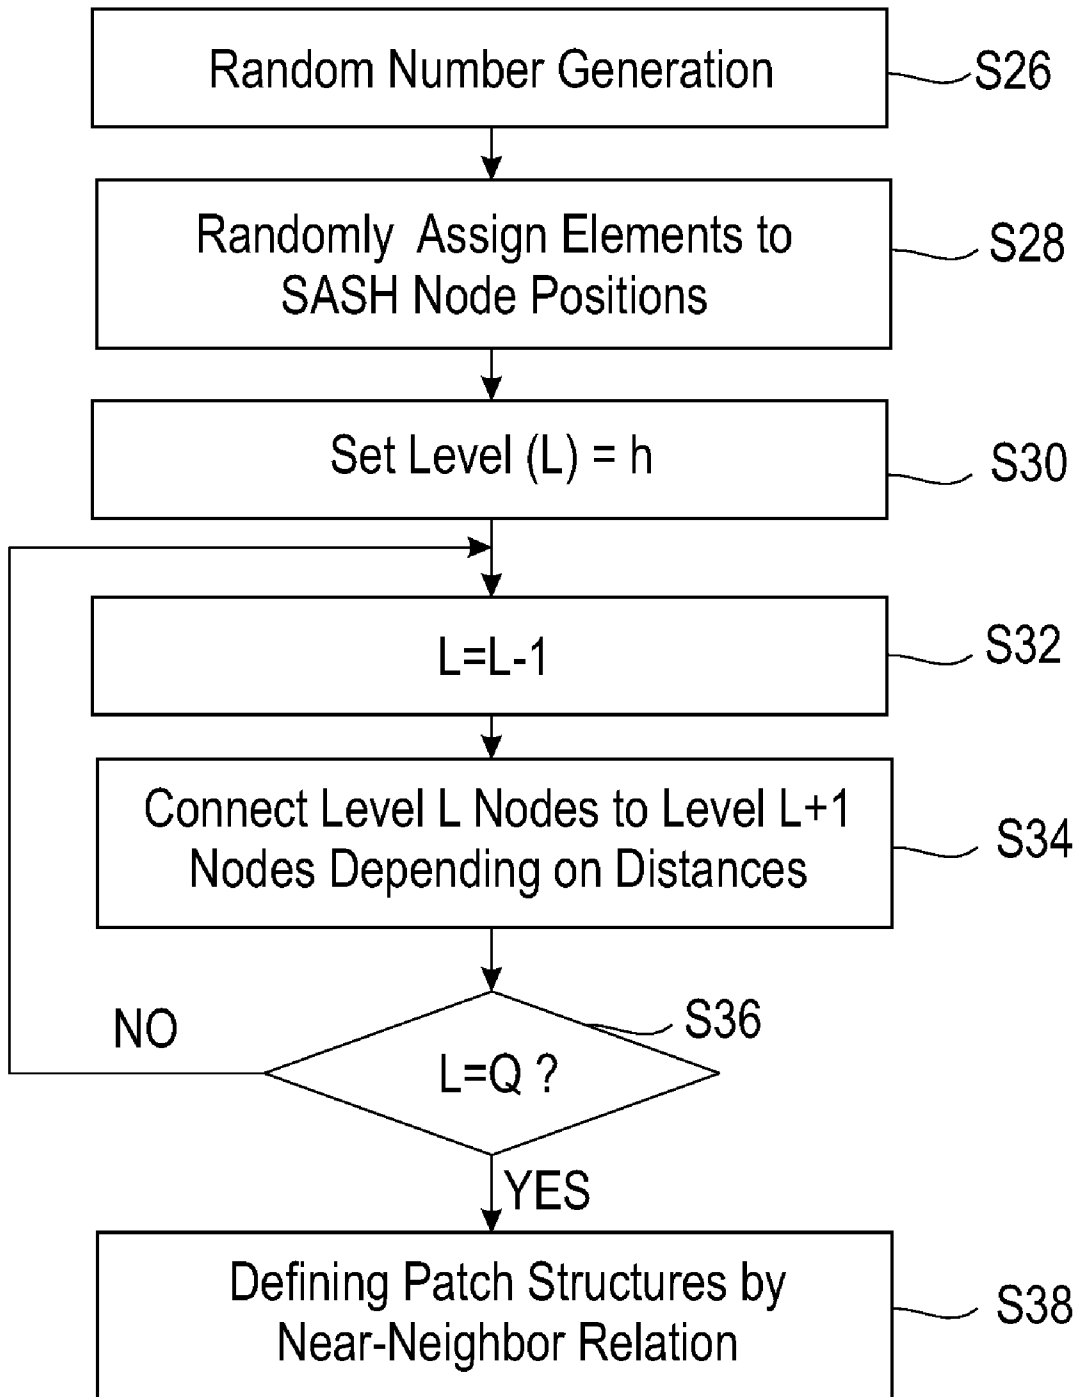 Random Number Generation
S26
Randomly Assign Elements to
SASH Node Positions
S28
Set Level (L) = h
S30
L=L-1
S32
Connect Level L Nodes to Level L+1
Nodes Depending on Distances
S34
S36
NO
L=Q ?
YES
Defining Patch Structures by
Near-Neighbor Relation
S38